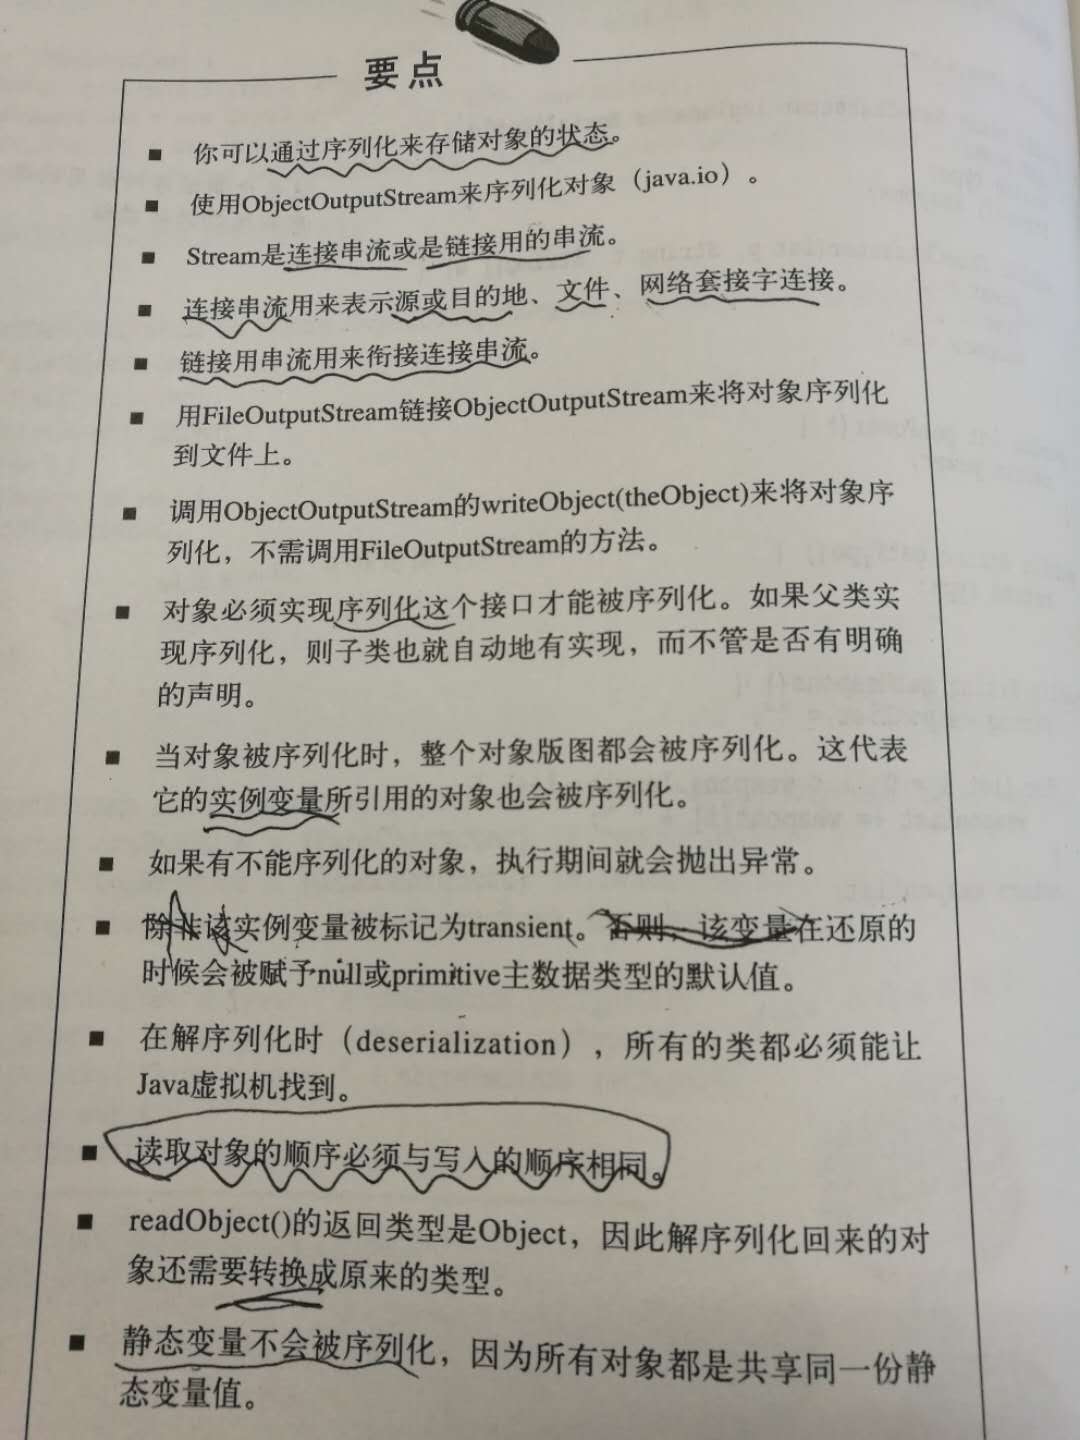 要点
■ 你可以通过序列化来存储对象的状态。
■ 使用ObjectOutputStream来序列化对象（java.io）。
■ Stream是连接串流或是链接用的串流。
■ 连接串流用来表示源或目的地、文件、网络套接字连接。
■ 链接用串流用来衔接连接串流。
■ 用FileOutputStream链接ObjectOutputStream来将对象序列化
到文件上。
■ 调用ObjectOutputStream的writeObject(theObject)来将对象序
列化，不需调用FileOutputStream的方法。
■ 对象必须实现序列化这个接口才能被序列化。如果父类实
现序列化，则子类也就自动地有实现，而不管是否有明确
的声明。
■ 当对象被序列化时，整个对象版图都会被序列化。这代表
它的实例变量所引用的对象也会被序列化。
■ 如果有不能序列化的对象，执行期间就会抛出异常。
■ 除非该实例变量被标记为transient。否则，该变量在还原的
时候会被赋予null或primitive主数据类型的默认值。
■ 在解序列化时（deserialization），所有的类都必须能让
Java虚拟机找到。
■ 读取对象的顺序必须与写入的顺序相同。
■ readObject()的返回类型是Object，因此解序列化回来的对
象还需要转换成原来的类型。
■ 静态变量不会被序列化，因为所有对象都是共享同一份静
态变量值。